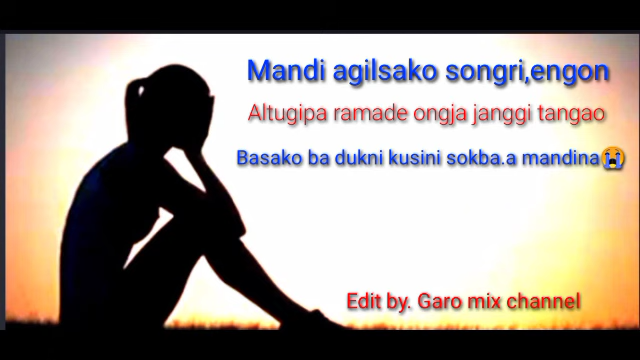 Mandi agilsako songri,engon
Altugipa ramade ongja janggi tangao
Basako ba dukni kusini sokba.a mandina😭
Edit by. Garo mix channel